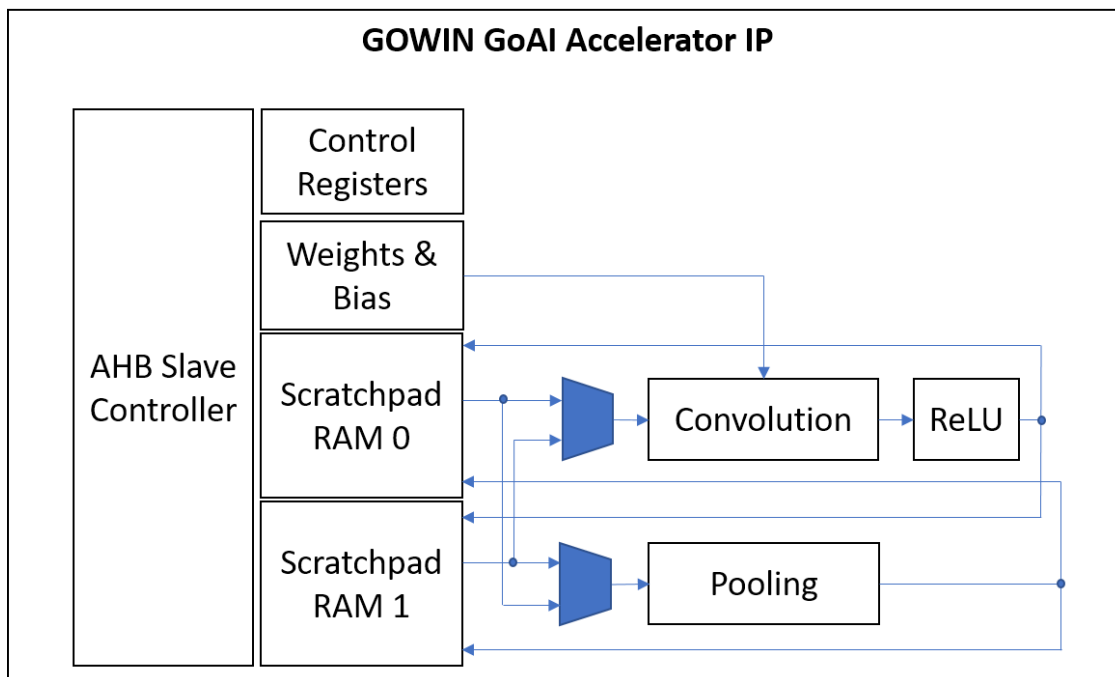 GOWIN GoAI Accelerator IP
AHB Slave
Controller
Control
Registers
Weights &
Bias
Scratchpad
RAM 0
Convolution
ReLU
Scratchpad
RAM 1
Pooling